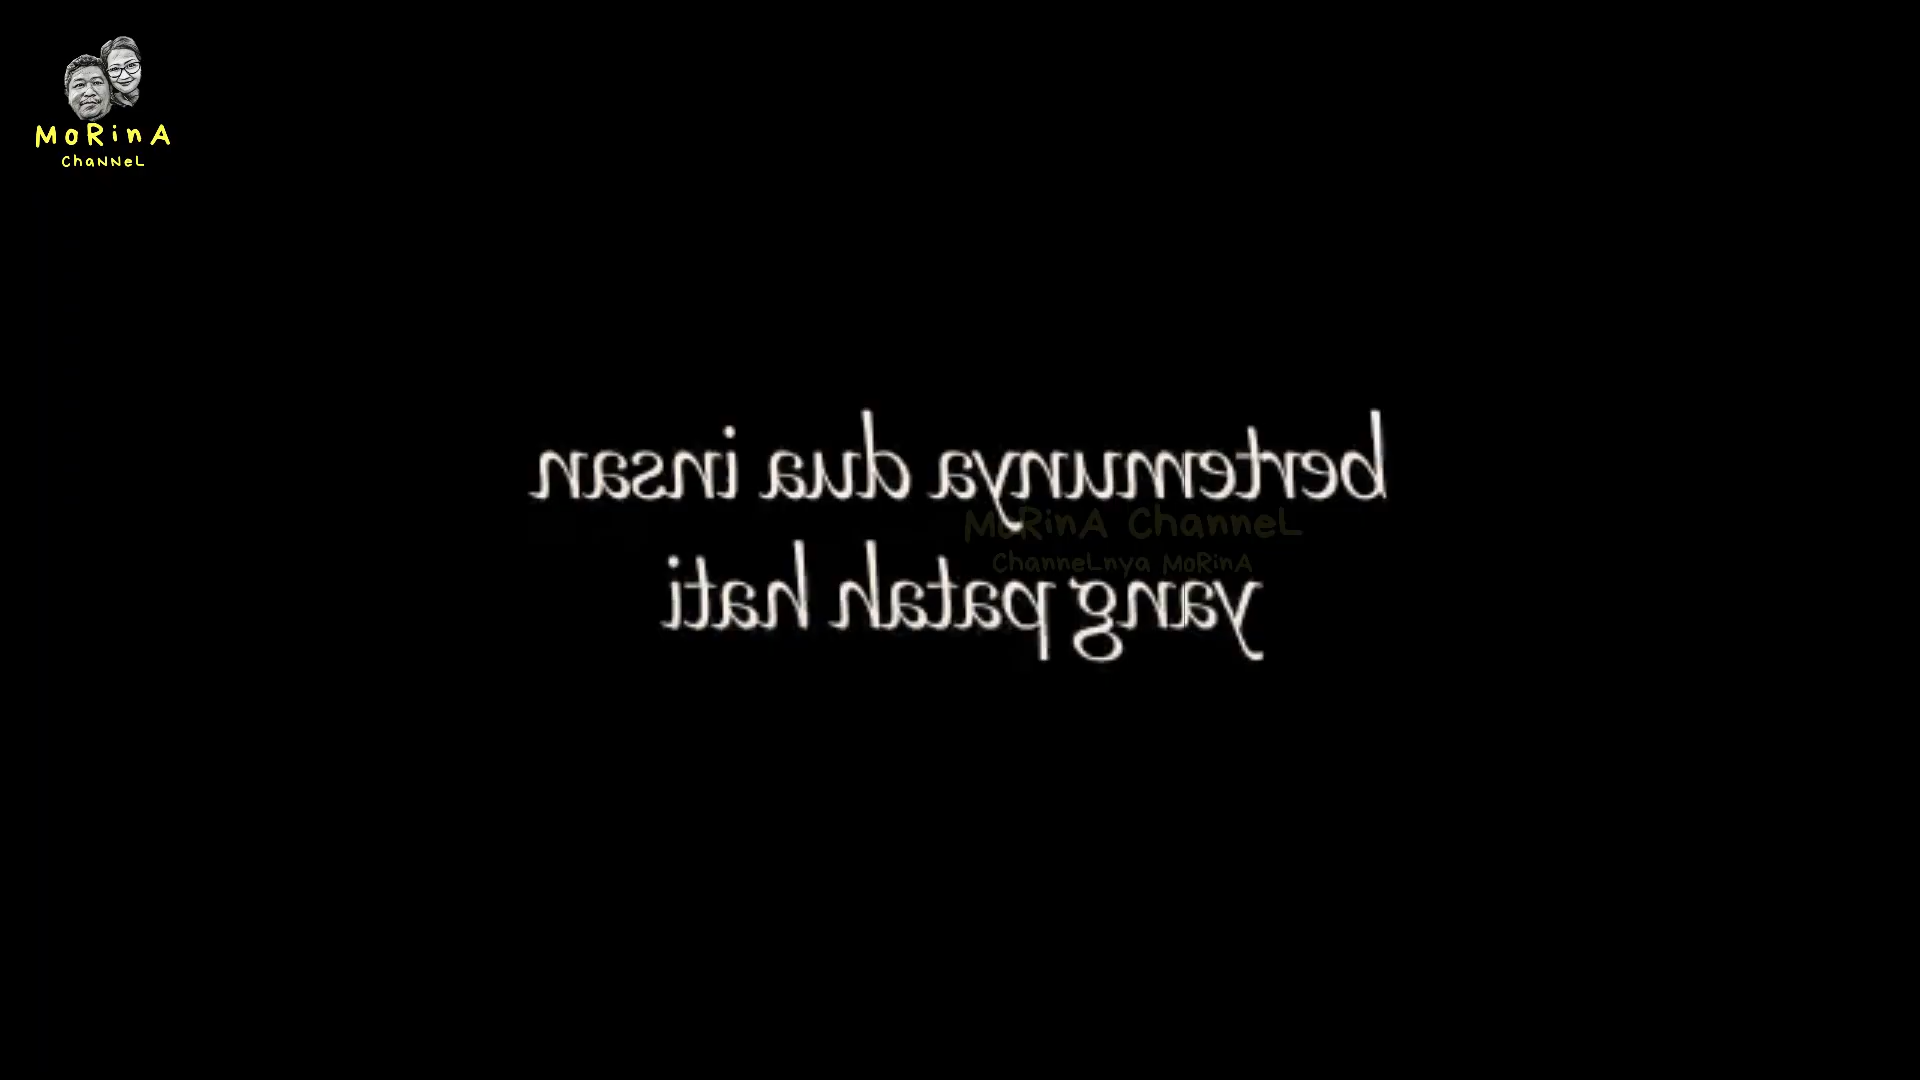 MoRinA
ChaNNeL
bertemunya dua insan
MoRinA ChanneL
ChanneLnya MoRinA
yang patah hati